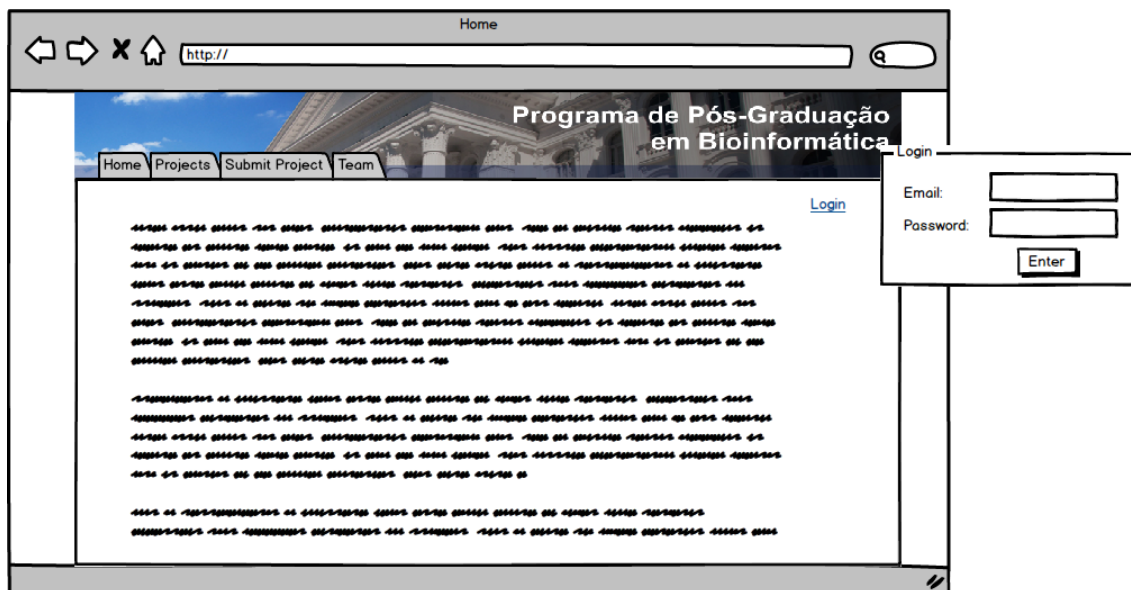 Home
http://
Programa de Pós-Graduação
em Bioinformática
Home Projects Submit Project Team
Login
Login
Email:
Password:
Enter